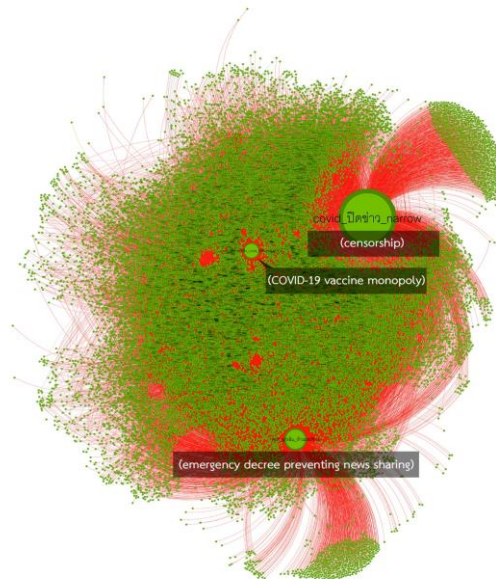 covid_ปิดข่าว_narrow
(censorship)
(COVID-19 vaccine monopoly)
(emergency decree preventing news sharing)